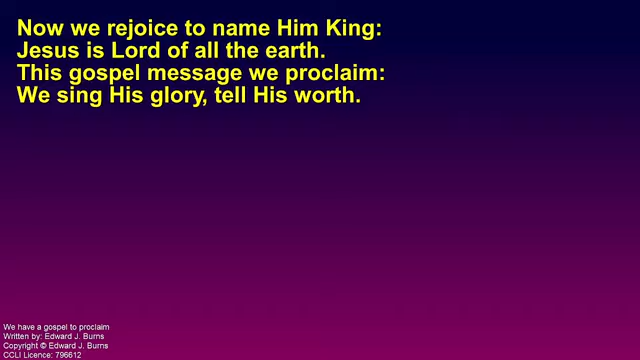 Now we rejoice to name Him King:
Jesus is Lord of all the earth.
This gospel message we proclaim:
We sing His glory, tell His worth.
We have a gospel to proclaim
Written by: Edward J. Burns
Copyright © Edward J. Burns
CCLI Licence: 796612